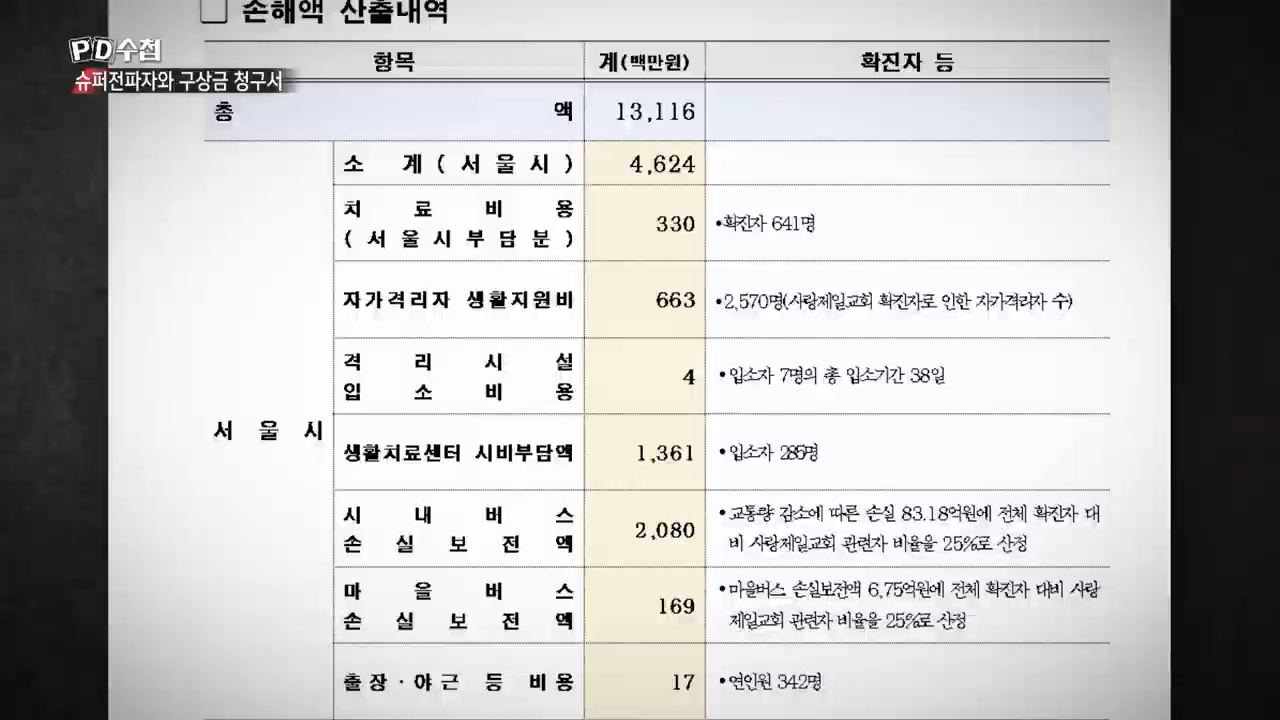 □ 손해액 산출내역
PD수첩
슈퍼전파자와 구상금 청구서
항목 계(백만원) 확진자 등
총 액 13,116
소 계(서울시) 4,624
치 료 비 용
(서울시부담분) 330 •확진자 641명
자가격리자 생활지원비 663 •2,570명(사랑제일교회 확진자로 인한 자가격리자 수)
격 리 시 설
입 소 비 용 4 •입소자 7명의 총 입소기간 38일
서 울 시
생활치료센터 시비부담액 1,361 •입소자 285명
시 내 버 스
손 실 보 전 액 2,080 •교통량 감소에 따른 손실 83.18억원에 전체 확진자 대
비 사랑제일교회 관련자 비율을 25%로 산정
마 을 버 스
손 실 보 전 액 169 •마을버스 손실보전액 6.75억원에 전체 확진자 대비 사랑
제일교회 관련자 비율을 25%로 산정
출장·야근 등 비용 17 •연인원 342명